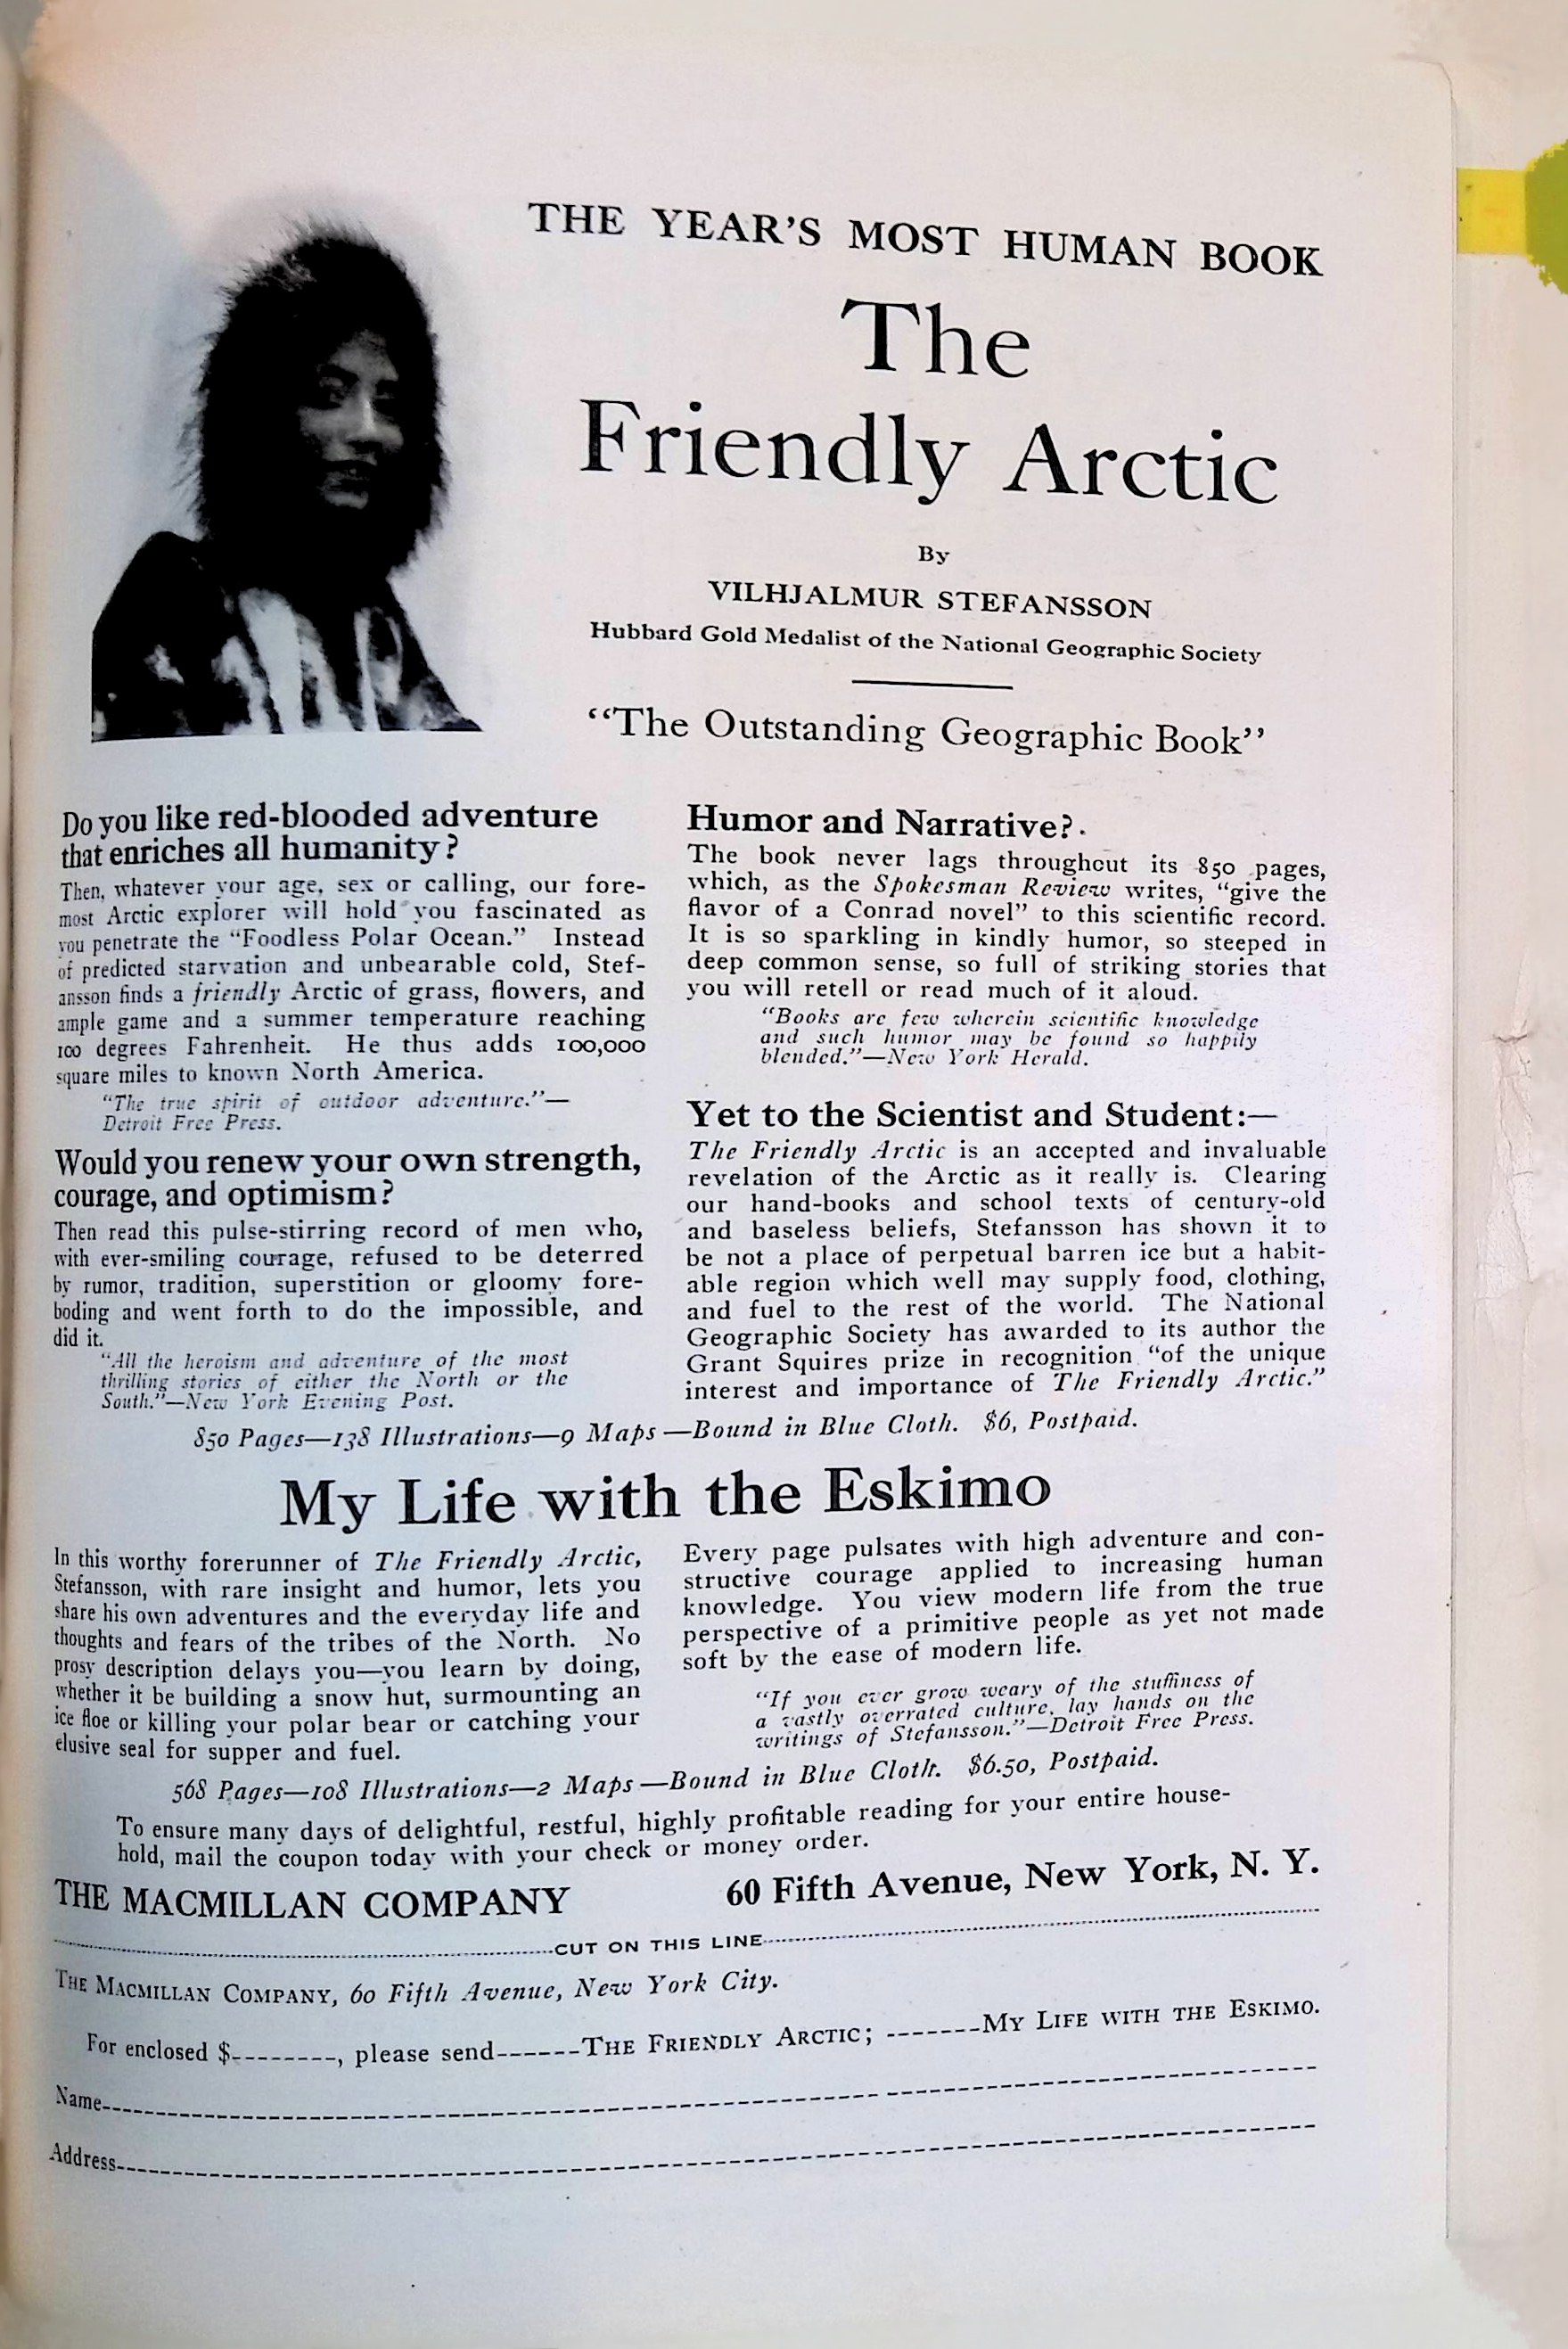 THE YEAR'S MOST HUMAN BOOK
The
Friendly Arctic
By
VILHJALMUR STEFANSSON
Hubbard Gold Medalist of the National Geographic Society
“The Outstanding Geographic Book”
Do you like red-blooded adventure
that enriches all humanity?
Then, whatever your age, sex or calling, our fore-
most Arctic explorer will hold you fascinated as
you penetrate the “Foodless Polar Ocean.” Instead
of predicted starvation and unbearable cold, Stef-
ansson finds a friendly Arctic of grass, flowers, and
ample game and a summer temperature reaching
100 degrees Fahrenheit. He thus adds 100,000
square miles to known North America.
“The true spirit of outdoor adventure.”—
Detroit Free Press.
Would you renew your own strength,
courage, and optimism?
Then read this pulse-stirring record of men who,
with ever-smiling courage, refused to be deterred
by rumor, tradition, superstition or gloomy fore-
boding and went forth to do the impossible, and
did it.
“All the heroism and adventure of the most
thrilling stories of either the North or the
South.”—New York Evening Post.
Humor and Narrative?
The book never lags throughout its 850 pages,
which, as the Spokesman Review writes, “give the
flavor of a Conrad novel” to this scientific record.
It is so sparkling in kindly humor, so steeped in
deep common sense, so full of striking stories that
you will retell or read much of it aloud.
“Books are few wherein scientific knowledge
and such humor may be found so happily
blended.”—New York Herald.
Yet to the Scientist and Student:—
The Friendly Arctic is an accepted and invaluable
revelation of the Arctic as it really is. Clearing
our hand-books and school texts of century-old
and baseless beliefs, Stefansson has shown it to
be not a place of perpetual barren ice but a habit-
able region which well may supply food, clothing,
and fuel to the rest of the world. The National
Geographic Society has awarded to its author the
Grant Squires prize in recognition “of the unique
interest and importance of The Friendly Arctic.”
850 Pages—138 Illustrations—9 Maps—Bound in Blue Cloth. $6, Postpaid.
My Life with the Eskimo
In this worthy forerunner of The Friendly Arctic,
Stefansson, with rare insight and humor, lets you
share his own adventures and the everyday life and
thoughts and fears of the tribes of the North. No
prosy description delays you—you learn by doing,
whether it be building a snow hut, surmounting an
ice floe or killing your polar bear or catching your
elusive seal for supper and fuel.
Every page pulsates with high adventure and con-
structive courage applied to increasing human
knowledge. You view modern life from the true
perspective of a primitive people as yet not made
soft by the ease of modern life.
“If you ever grow weary of the stuffiness of
a vastly overrated culture, lay hands on the
writings of Stefansson.”—Detroit Free Press.
568 Pages—108 Illustrations—2 Maps—Bound in Blue Cloth. $6.50, Postpaid.
To ensure many days of delightful, restful, highly profitable reading for your entire house-
hold, mail the coupon today with your check or money order.
THE MACMILLAN COMPANY 60 Fifth Avenue, New York, N. Y.
CUT ON THIS LINE
THE MACMILLAN COMPANY, 60 Fifth Avenue, New York City.
For enclosed $--------, please send------THE FRIENDLY ARCTIC; -------MY LIFE WITH THE ESKIMO.
Name
Address